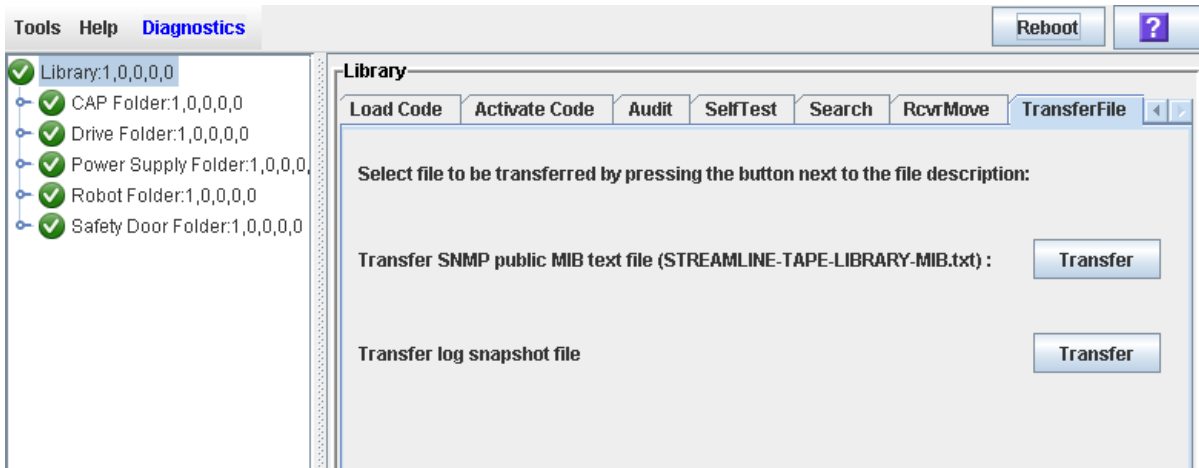 Tools Help Diagnostics
Reboot
?
Library:1,0,0,0,0
CAP Folder:1,0,0,0,0
Drive Folder:1,0,0,0,0
Power Supply Folder:1,0,0,0,
Robot Folder:1,0,0,0,0
Safety Door Folder:1,0,0,0,0
Library
Load Code Activate Code Audit SelfTest Search RcvrMove TransferFile
Select file to be transferred by pressing the button next to the file description:
Transfer SNMP public MIB text file (STREAMLINE-TAPE-LIBRARY-MIB.txt) : Transfer
Transfer log snapshot file Transfer